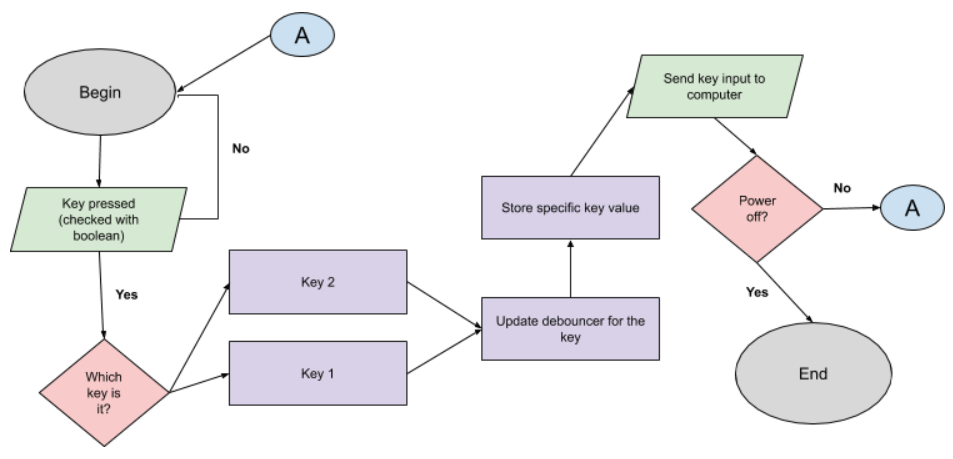 A
Begin
No
Key pressed
(checked with
boolean)
Yes
Which
key is
it?
Key 2
Key 1
Update debouncer for the
key
Store specific key value
Send key input to
computer
Power
off?
No
A
Yes
End